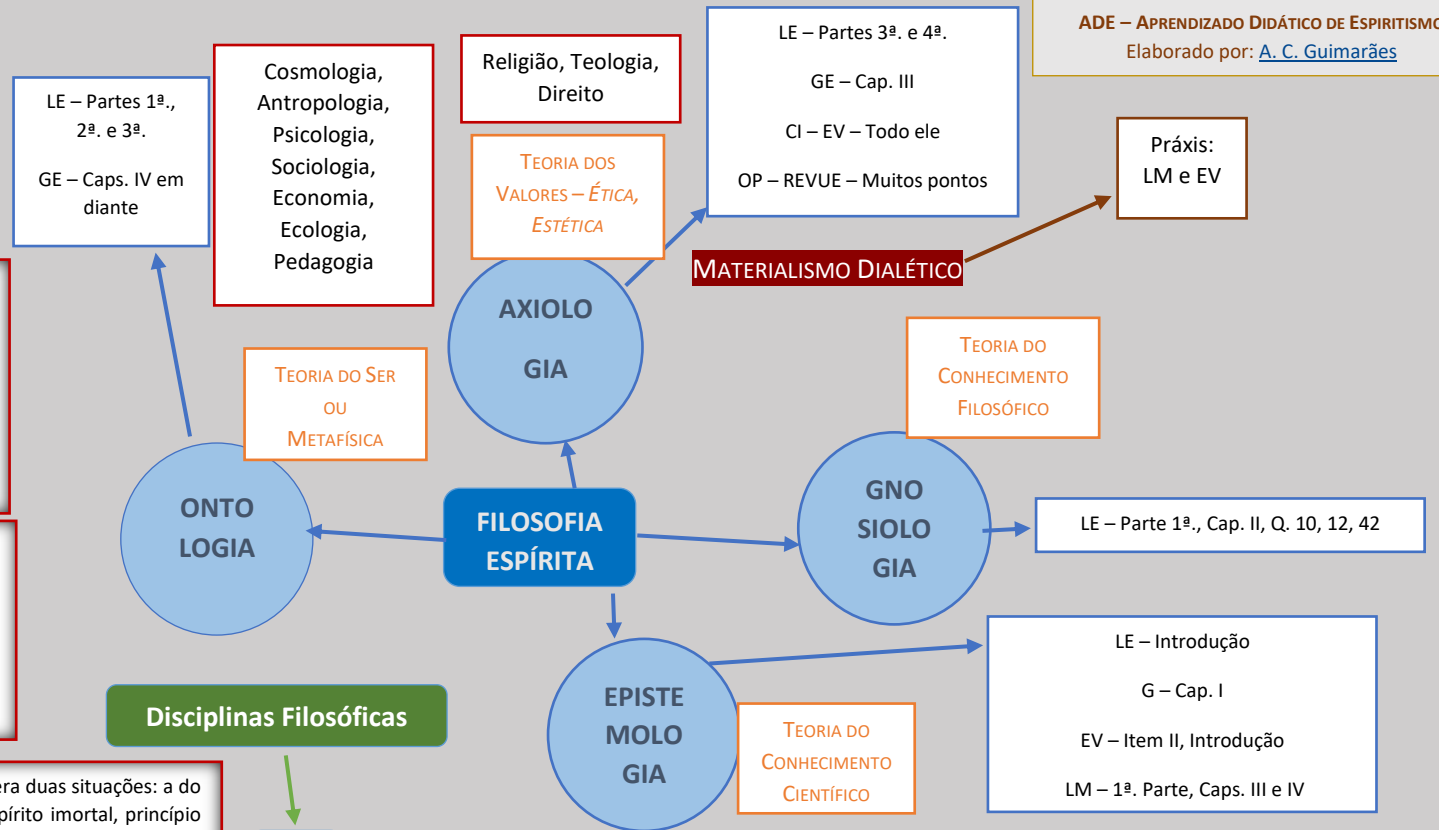 ADE – APRENDIZADO DIDÁTICO DE ESPIRITISMO
Elaborado por: A. C. Guimarães
LE – Partes 1ª.,
2ª. e 3ª.
GE – Caps. IV em
diante
Cosmologia,
Antropologia,
Psicologia,
Sociologia,
Economia,
Ecologia,
Pedagogia
Religião, Teologia,
Direito
TEORIA DOS
VALORES – ÉTICA,
ESTÉTICA
LE – Partes 3ª. e 4ª.
GE – Cap. III
CI – EV – Todo ele
OP – REVUE – Muitos pontos
Práxis:
LM e EV
MATERIALISMO DIALÉTICO
AXIOLO
GIA
TEORIA DO SER
OU
METAFÍSICA
TEORIA DO
CONHECIMENTO
FILOSÓFICO
ONTO
LOGIA
FILOSOFIA
ESPÍRITA
GNO
SIOLO
GIA
LE – Parte 1ª., Cap. II, Q. 10, 12, 42
EPISTE
MOLO
GIA
TEORIA DO
CONHECIMENTO
CIENTÍFICO
LE – Introdução
G – Cap. I
EV – Item II, Introdução
LM – 1ª. Parte, Caps. III e IV
Disciplinas Filosóficas
era duas situações: a do
pírito imortal, princípio